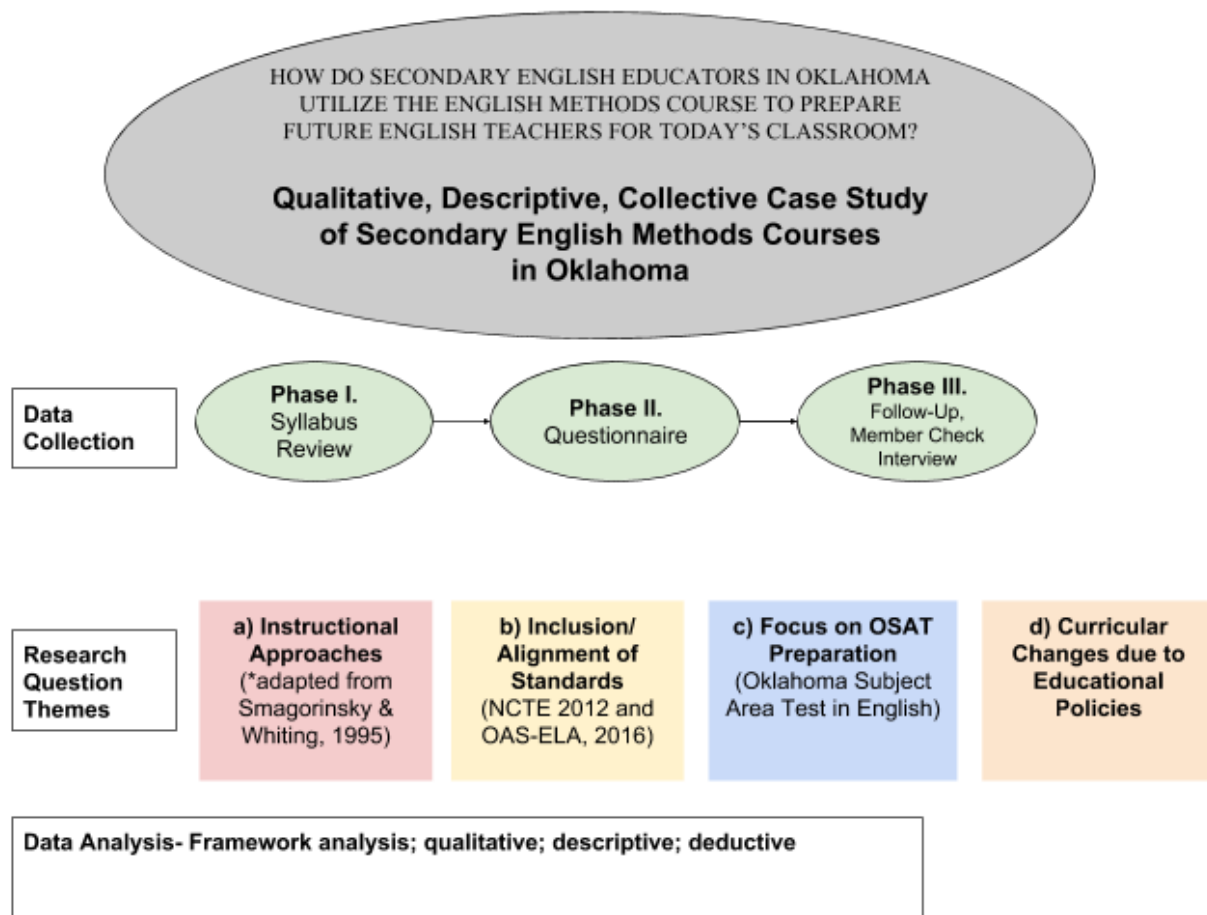 HOW DO SECONDARY ENGLISH EDUCATORS IN OKLAHOMA
UTILIZE THE ENGLISH METHODS COURSE TO PREPARE
FUTURE ENGLISH TEACHERS FOR TODAY'S CLASSROOM?
Qualitative, Descriptive, Collective Case Study
of Secondary English Methods Courses
in Oklahoma
Data
Collection
Phase I.
Syllabus
Review
Phase II.
Questionnaire
Phase III.
Follow-Up,
Member Check
Interview
Research
Question
Themes
a) Instructional
Approaches
(*adapted from
Smagorinsky &
Whiting, 1995)
b) Inclusion/
Alignment of
Standards
(NCTE 2012 and
OAS-ELA, 2016)
c) Focus on OSAT
Preparation
(Oklahoma Subject
Area Test in English)
d) Curricular
Changes due to
Educational
Policies
Data Analysis- Framework analysis; qualitative; descriptive; deductive